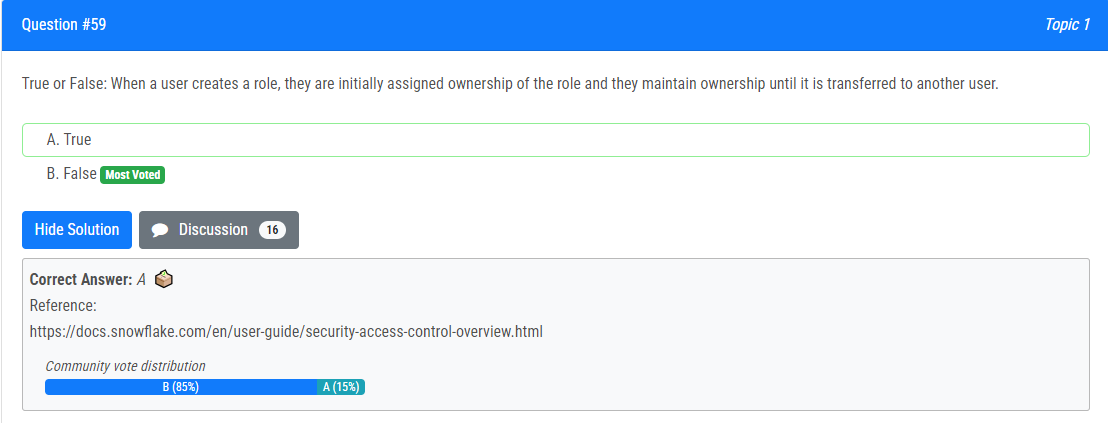 Question #59
Topic 1
True or False: When a user creates a role, they are initially assigned ownership of the role and they maintain ownership until it is transferred to another user.
A. True
B. False Most Voted
Hide Solution
Discussion 16
Correct Answer: A
Reference:
https://docs.snowflake.com/en/user-guide/security-access-control-overview.html
Community vote distribution
B (85%)
A (15%)